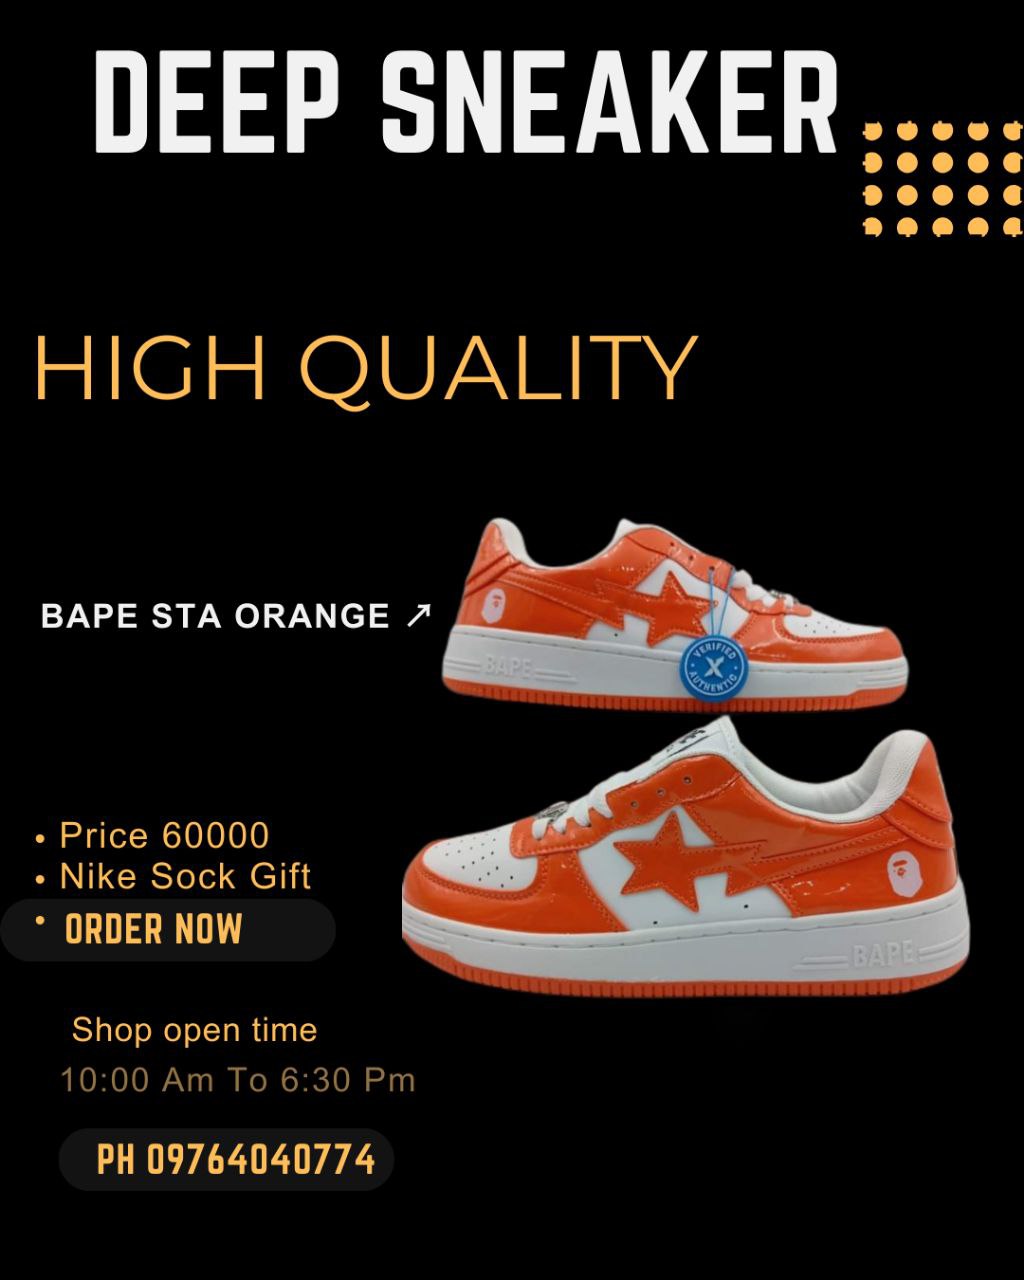 DEEP SNEAKER
HIGH QUALITY
BAPE STA ORANGE ↗
BAPE
VERIFIED
X
AUTHENTIC
• Price 60000
• Nike Sock Gift
• ORDER NOW
BAPE
Shop open time
10:00 Am To 6:30 Pm
PH 09764040774